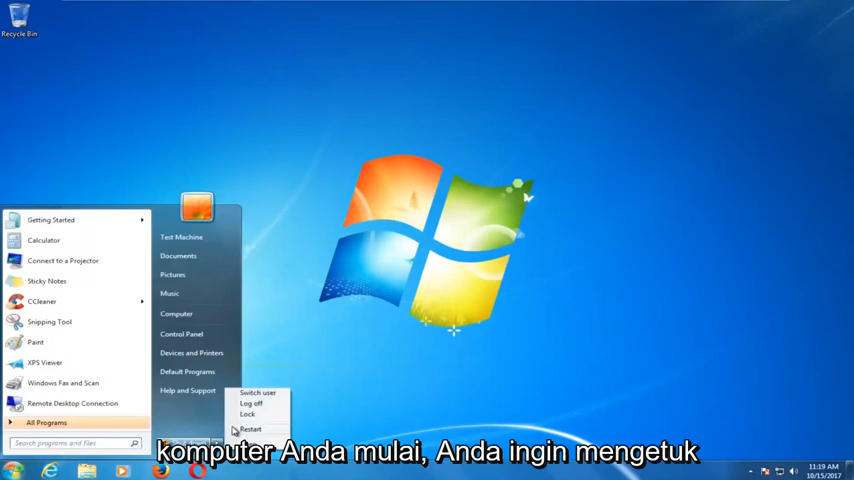 Recycle Bin
Getting Started
Calculator
Connect to a Projector
Sticky Notes
CCleaner
Snipping Tool
Paint
XPS Viewer
Windows Fax and Scan
Remote Desktop Connection
All Programs
Search programs and files
Test Machine
Documents
Pictures
Music
Computer
Control Panel
Devices and Printers
Default Programs
Help and Support
Switch user
Log off
Lock
Restart
komputer Anda mulai, Anda ingin mengetuk
11:19 AM
10/15/2017